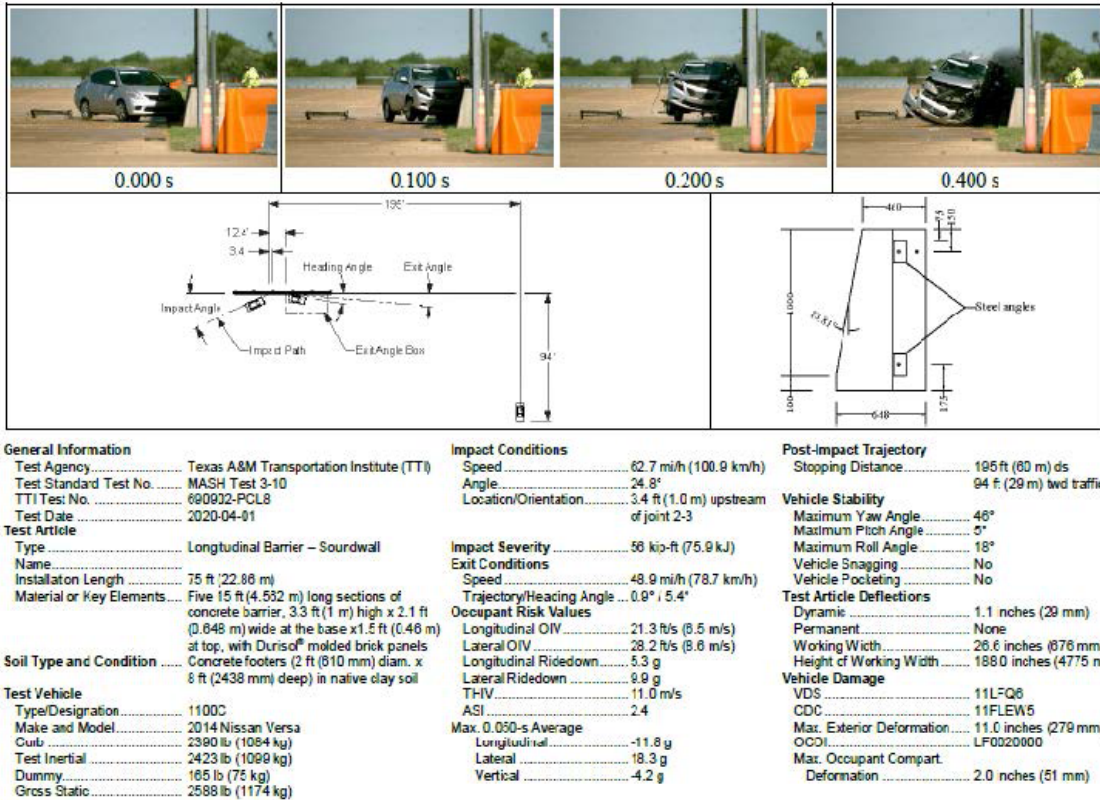 0.000 s
0.100 s
0.200 s
0.400 s
195'
12.4'
3.4
Heading Angle
Exit Angle
Impact Angle
Impact Path
Exit Angle Box
94'
460
75
150
1000
13.81°
Steel angles
100
175
648
General Information
Test Agency Texas A&M Transportation Institute (TTI)
Test Standard Test No. MASH Test 3-10
TTI Test No. 690902-PCL8
Test Date 2020-04-01
Test Article
Type Longitudinal Barrier – Soundwall
Name
Installation Length 75 ft (22.86 m)
Material or Key Elements Five 15 ft (4.582 m) long sections of
concrete barrier, 3.3 ft (1 m) high x 2.1 ft
(0.648 m) wide at the base x1.5 ft (0.46 m)
at top, with Durisol® molded brick panels
Soil Type and Condition Concrete footers (2 ft (610 mm) diam. x
8 ft (2438 mm) deep) in native clay soil
Test Vehicle
Type/Designation 1100C
Make and Model 2014 Nissan Versa
Curb 2390 lb (1084 kg)
Test Inertial 2423 lb (1099 kg)
Dummy 165 lb (75 kg)
Gross Static 2588 lb (1174 kg)
Impact Conditions
Speed 62.7 mi/h (100.9 km/h)
Angle 24.8°
Location/Orientation 3.4 ft (1.0 m) upstream
of joint 2-3
Impact Severity 56 kip-ft (75.9 kJ)
Exit Conditions
Speed 48.9 mi/h (78.7 km/h)
Trajectory/Heading Angle 0.9° / 5.4°
Occupant Risk Values
Longitudinal OIV 21.3 ft/s (6.5 m/s)
Lateral OIV 28.2 ft/s (8.6 m/s)
Longitudinal Ridedown 5.3 g
Lateral Ridedown 9.9 g
THIV 11.0 m/s
ASI 2.4
Max. 0.050-s Average
Longitudinal -11.8 g
Lateral 18.3 g
Vertical -4.2 g
Post-Impact Trajectory
Stopping Distance 195 ft (60 m) ds
94 ft (29 m) twd traffic
Vehicle Stability
Maximum Yaw Angle 46°
Maximum Pitch Angle 5°
Maximum Roll Angle 18°
Vehicle Snagging No
Vehicle Pocketing No
Test Article Deflections
Dynamic 1.1 inches (29 mm)
Permanent None
Working Width 26.6 inches (676 mm
Height of Working Width 188.0 inches (4775 m
Vehicle Damage
VDS 11LFQ6
CDC 11FLEW5
Max. Exterior Deformation 11.0 inches (279 mm
OCDI LF0020000
Max. Occupant Compart.
Deformation 2.0 inches (51 mm)